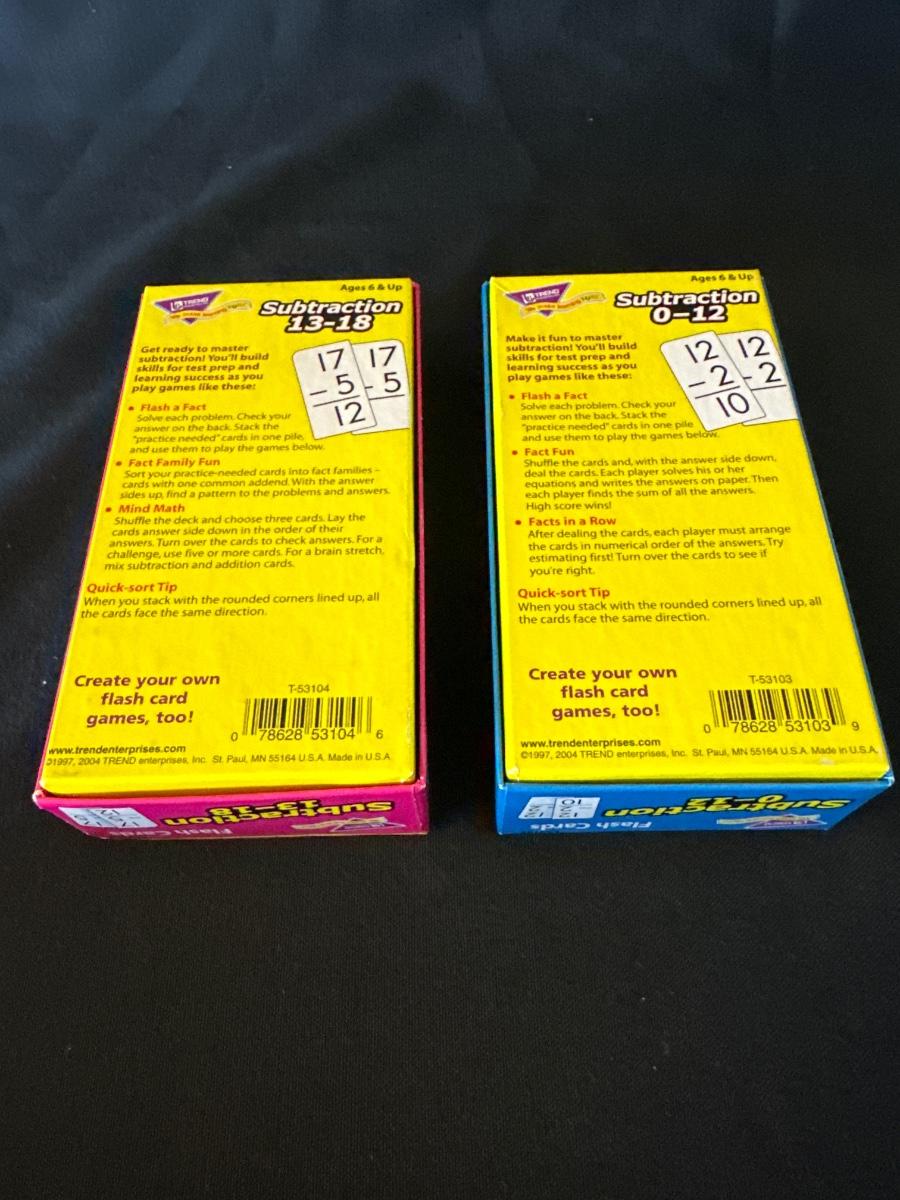 Ages 6 & Up
TREND
Subtraction
13-18
Get ready to master
subtraction! You'll build
skills for test prep and
learning success as you
play games like these:
17
- 5
12
17
- 5
• Flash a Fact
Solve each problem. Check your
answer on the back. Stack the
"practice needed" cards in one pile,
and use them to play the games below.
• Fact Family Fun
Sort your practice-needed cards into fact families –
cards with one common addend. With the answer
sides up, find a pattern to the problems and answers.
• Mind Math
Shuffle the deck and choose three cards. Lay the
cards answer side down in the order of their
answers. Turn over the cards to check answers. For a
challenge, use five or more cards. For a brain stretch,
mix subtraction and addition cards.
Quick-sort Tip
When you stack with the rounded corners lined up, all
the cards face the same direction.
Create your own
flash card
games, too!
T-53104
0 78628 53104 6
www.trendenterprises.com
©1997, 2004 TREND enterprises, Inc. St. Paul, MN 55164 U.S.A. Made in U.S.A.
Subtraction
13-18
Flash Cards
Ages 6 & Up
TREND
Subtraction
0-12
Make it fun to master
subtraction! You'll build
skills for test prep and
learning success as you
play games like these:
12
- 2
10
12
- 2
• Flash a Fact
Solve each problem. Check your
answer on the back. Stack the
"practice needed" cards in one pile
and use them to play the games below.
• Fact Fun
Shuffle the cards and, with the answer side down,
deal the cards. Each player solves his or her
equations and writes the answers on paper. Then
each player finds the sum of all the answers.
High score wins!
• Facts in a Row
After dealing the cards, each player must arrange
the cards in numerical order of the answers. Try
estimating first! Turn over the cards to see if
you're right.
Quick-sort Tip
When you stack with the rounded corners lined up, all
the cards face the same direction.
Create your own
flash card
games, too!
T-53103
0 78628 53103 9
www.trendenterprises.com
©1997, 2004 TREND enterprises, Inc. St. Paul, MN 55164 U.S.A. Made in U.S.A.
Subtraction
0-12
Flash Cards